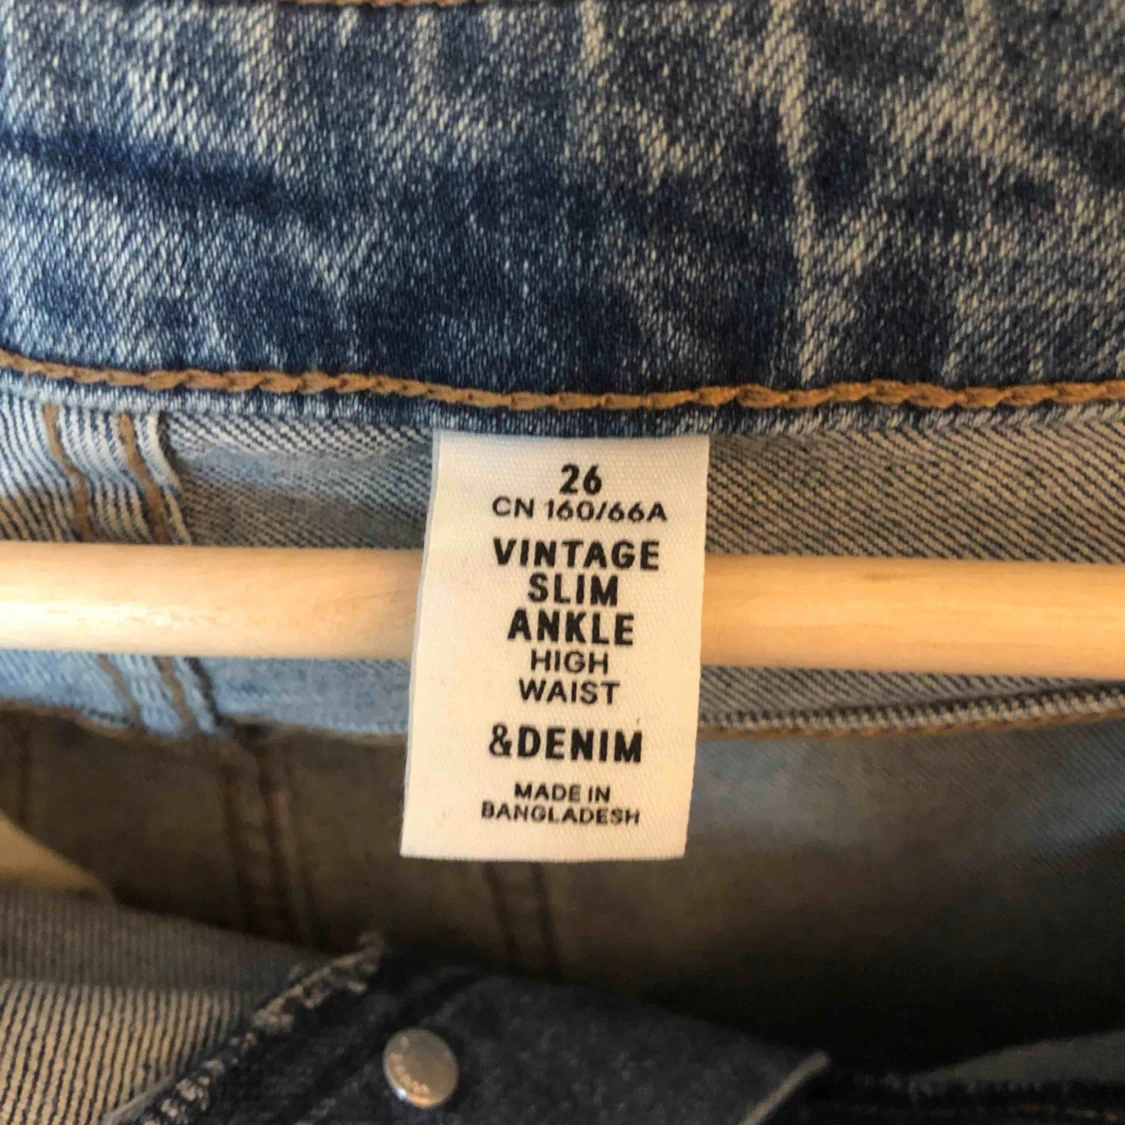 26
CN 160/66A
VINTAGE
SLIM
ANKLE
HIGH
WAIST
&DENIM
MADE IN
BANGLADESH